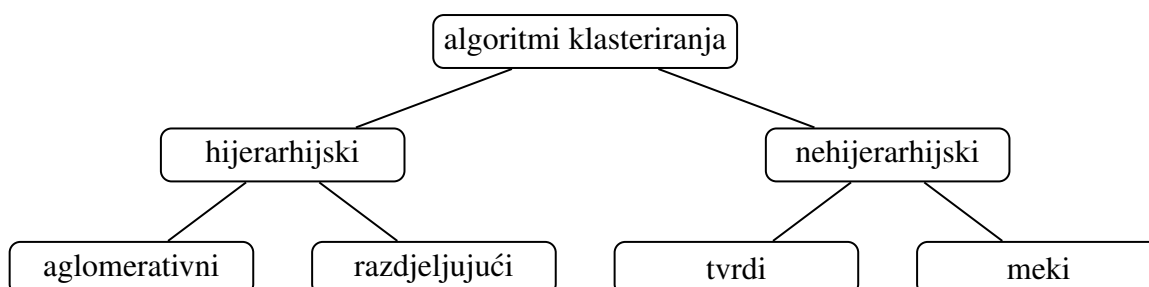 algoritmi klasteriranja
hijerarhijski
nehijerarhijski
aglomerativni
razdjeljujući
tvrdi
meki